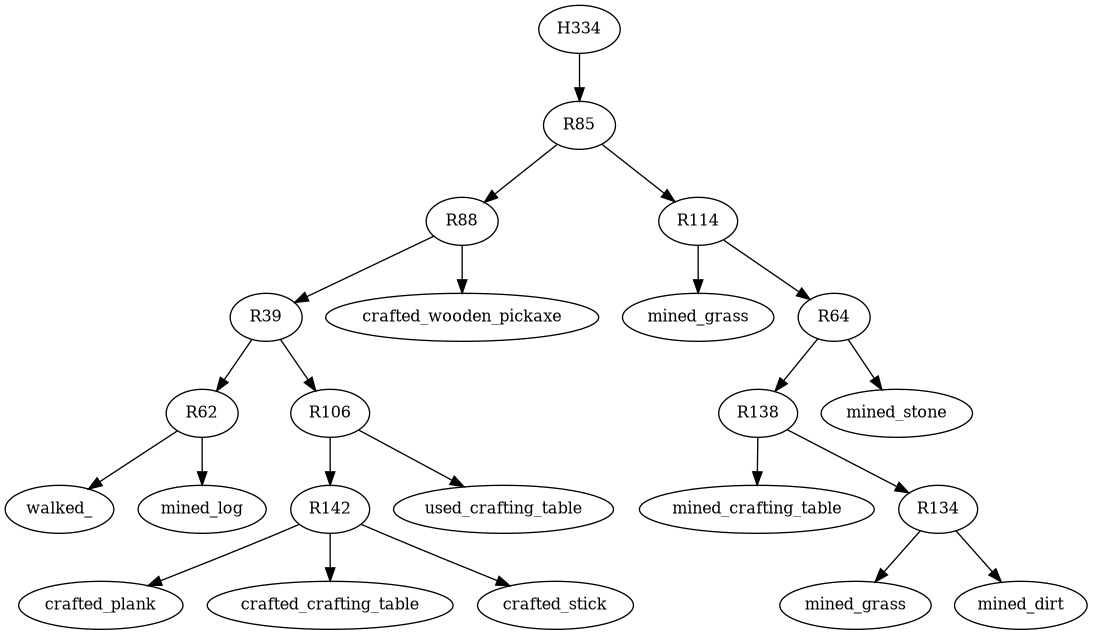 H334
R85
R88
R114
R39
crafted_wooden_pickaxe
mined_grass
R64
R62
R106
R138
mined_stone
walked_
mined_log
R142
used_crafting_table
mined_crafting_table
R134
crafted_plank
crafted_crafting_table
crafted_stick
mined_grass
mined_dirt